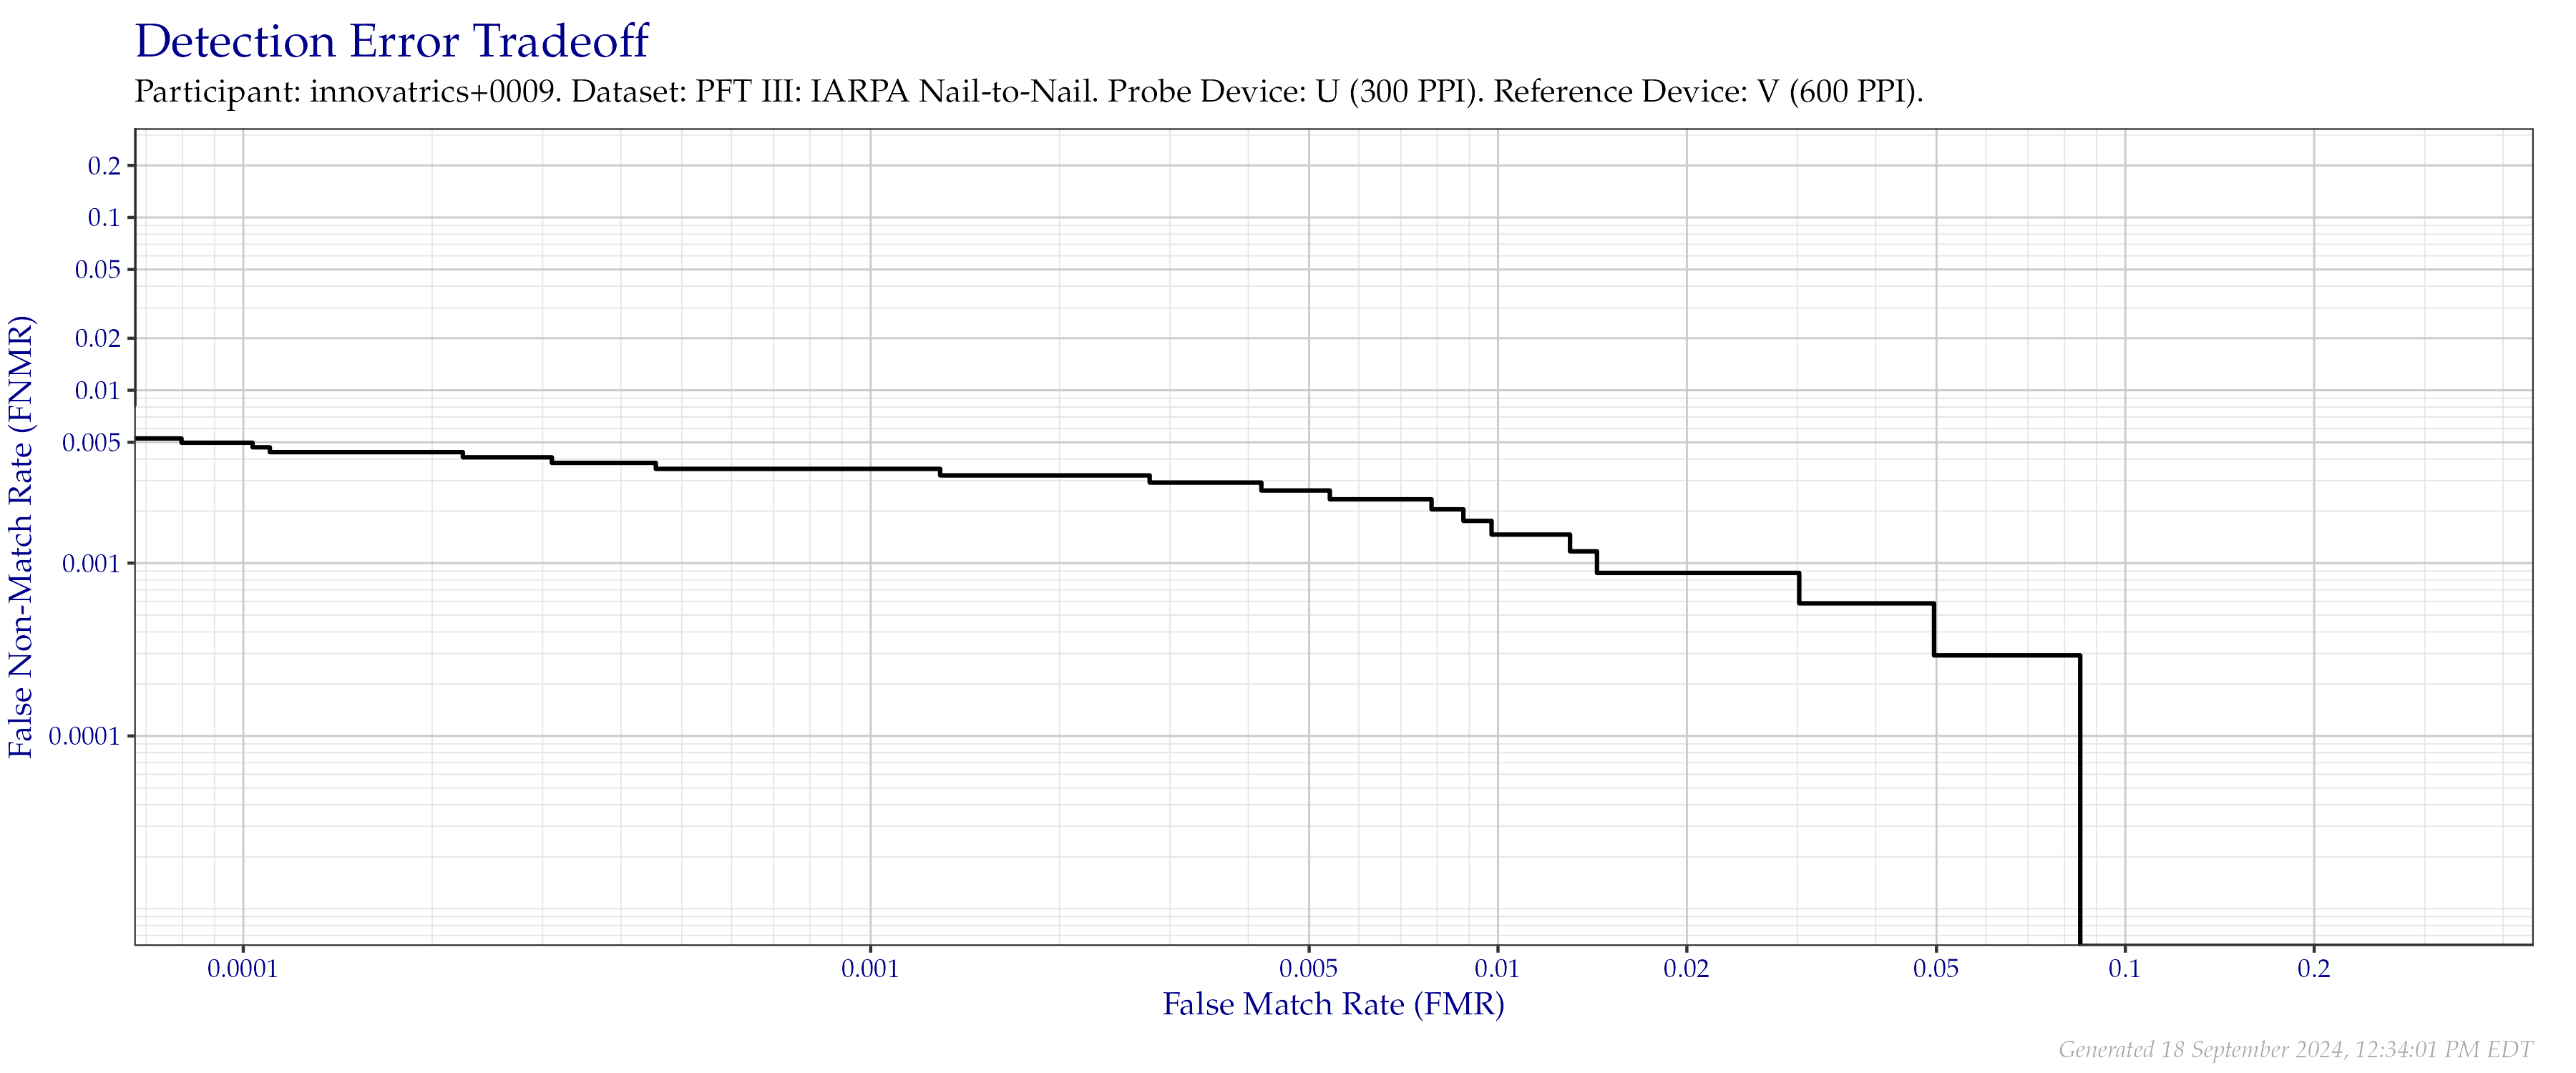 Detection Error Tradeoff
Participant: innovatrics+0009. Dataset: PFT III: IARPA Nail-to-Nail. Probe Device: U (300 PPI). Reference Device: V (600 PPI).
False Non-Match Rate (FNMR)
0.2
0.1
0.05
0.02
0.01
0.005
0.001
0.0001
0.0001 0.001 0.005 0.01 0.02 0.05 0.1 0.2
False Match Rate (FMR)
Generated 18 September 2024, 12:34:01 PM EDT